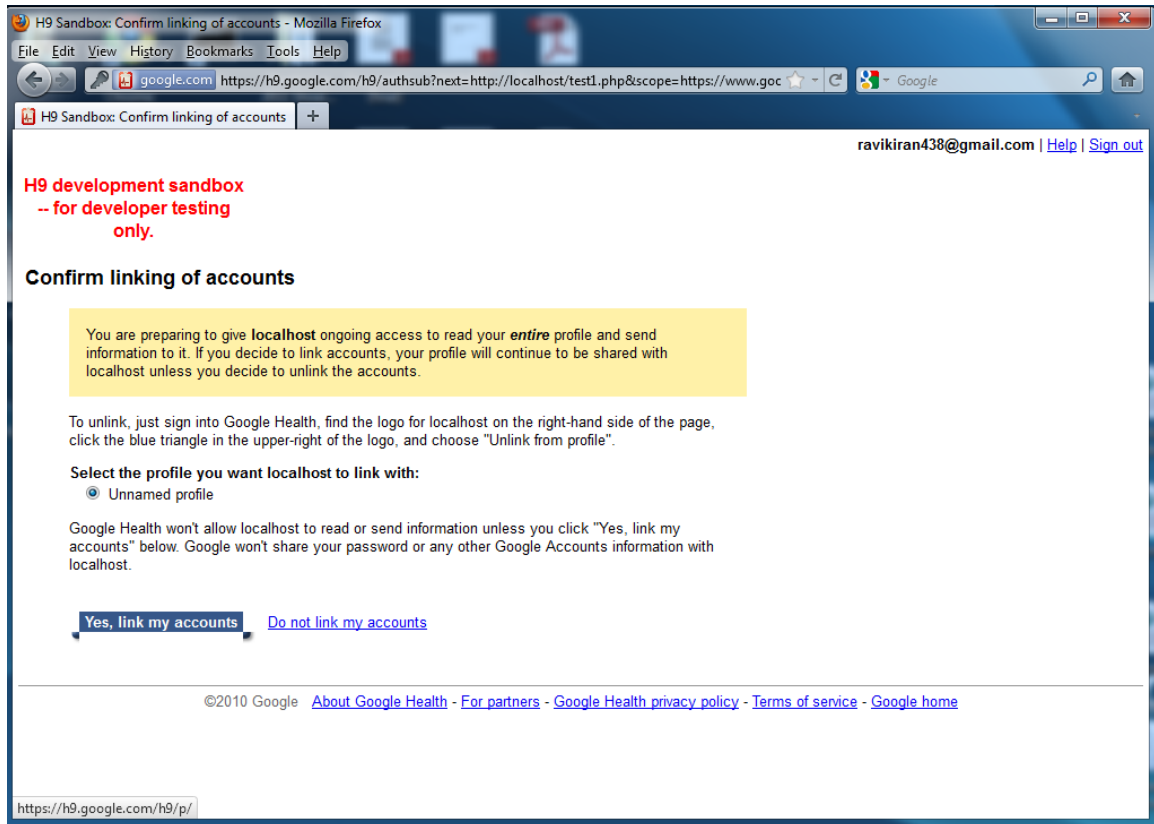 H9 Sandbox: Confirm linking of accounts - Mozilla Firefox
File Edit View History Bookmarks Tools Help
google.com https://h9.google.com/h9/authsub?next=http://localhost/test1.php&scope=https://www.goc Google
H9 Sandbox: Confirm linking of accounts +
ravikiran438@gmail.com | Help | Sign out
H9 development sandbox
-- for developer testing
only.
Confirm linking of accounts
You are preparing to give localhost ongoing access to read your entire profile and send
information to it. If you decide to link accounts, your profile will continue to be shared with
localhost unless you decide to unlink the accounts.
To unlink, just sign into Google Health, find the logo for localhost on the right-hand side of the page,
click the blue triangle in the upper-right of the logo, and choose "Unlink from profile".
Select the profile you want localhost to link with:
Unnamed profile
Google Health won't allow localhost to read or send information unless you click "Yes, link my
accounts" below. Google won't share your password or any other Google Accounts information with
localhost.
Yes, link my accounts Do not link my accounts
©2010 Google About Google Health - For partners - Google Health privacy policy - Terms of service - Google home
https://h9.google.com/h9/p/